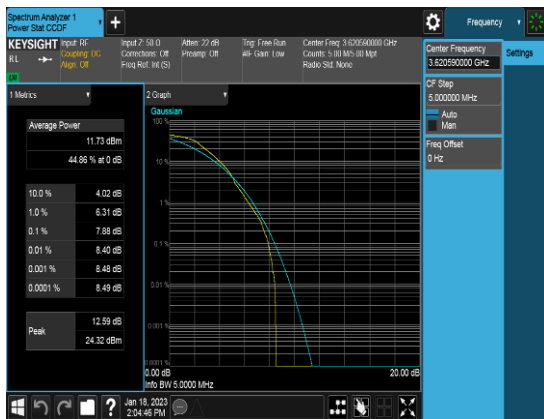 Spectrum Analyzer 1
Power Stat CCDF
Frequency
KEYSIGHT
RL
Input: RF
Coupling: DC
Align: Off
Input Z: 50 Ω
Corrections: Off
Freq Ref: Int (S)
Atten: 22 dB
Preamp: Off
Trig: Free Run
#IF Gain: Low
Center Freq: 3.620590000 GHz
Counts: 5.00 M/5.00 Mpt
Radio Std: None
Center Frequency
3.620590000 GHz
Settings
CF Step
5.000000 MHz
Auto
Man
Freq Offset
0 Hz
1 Metrics
Average Power
11.73 dBm
44.86 % at 0 dB
10.0 % 4.02 dB
1.0 % 6.31 dB
0.1 % 7.88 dB
0.01 % 8.40 dB
0.001 % 8.48 dB
0.0001 % 8.49 dB
Peak 12.59 dB
24.32 dBm
2 Graph
Gaussian
100 %
10 %
1 %
0.1 %
0.01 %
0.001 %
0.0001 %
0.00 dB 20.00 dB
Info BW 5.0000 MHz
Jan 18, 2023
2:04:46 PM